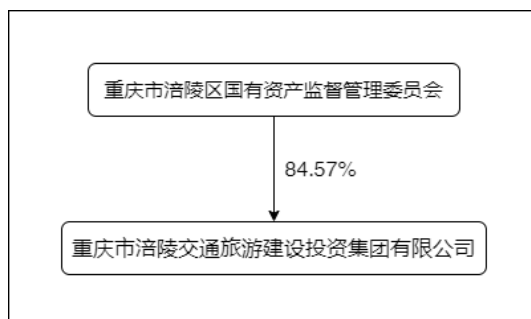 重庆市涪陵区国有资产监督管理委员会
84.57%
重庆市涪陵交通旅游建设投资集团有限公司